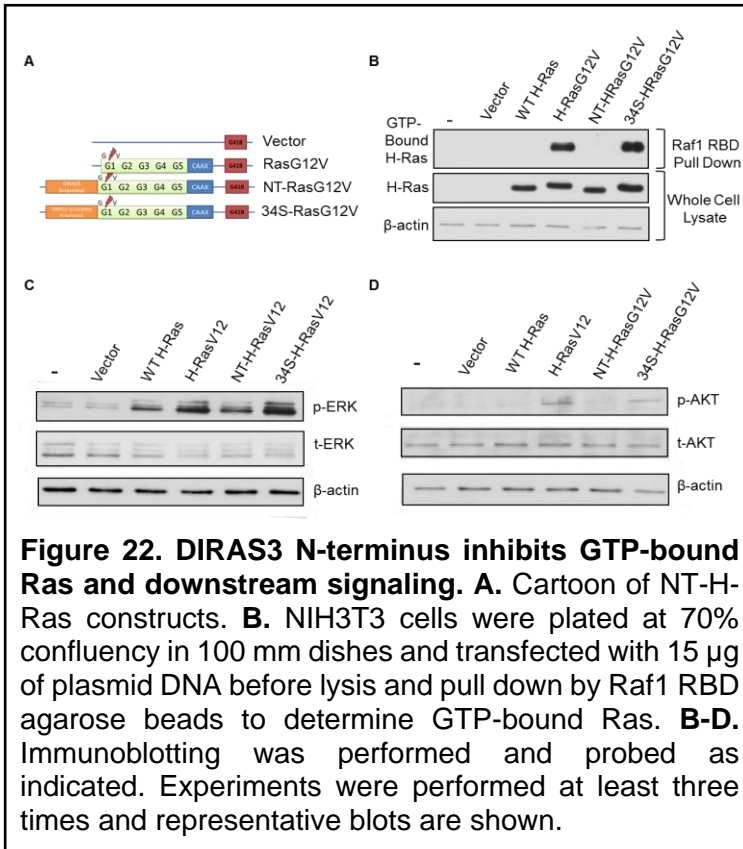 A
G V
Vector
G418
G V
G1 G2 G3 G4 G5 CAAX G418
RasG12V
DIRAS3
N-terminal
G V
G1 G2 G3 G4 G5 CAAX G418
NT-RasG12V
N-terminal
G1 G2 G3 G4 G5 CAAX G418
34S-RasG12V
B
-
Vector
WT H-Ras
H-RasG12V
NT-HRasG12V
34S-HRasG12V
GTP-
Bound
H-Ras
Raf1 RBD
Pull Down
H-Ras
β-actin
Whole Cell
Lysate
C
-
Vector
WT H-Ras
H-RasV12
NT-H-RasV12
34S-H-RasV12
p-ERK
t-ERK
β-actin
D
-
Vector
WT H-Ras
H-RasV12
NT-H-RasG12V
34S-H-RasG12V
p-AKT
t-AKT
β-actin
Figure 22. DIRAS3 N-terminus inhibits GTP-bound
Ras and downstream signaling. A. Cartoon of NT-H-
Ras constructs. B. NIH3T3 cells were plated at 70%
confluency in 100 mm dishes and transfected with 15 µg
of plasmid DNA before lysis and pull down by Raf1 RBD
agarose beads to determine GTP-bound Ras. B-D.
Immunoblotting was performed and probed as
indicated. Experiments were performed at least three
times and representative blots are shown.